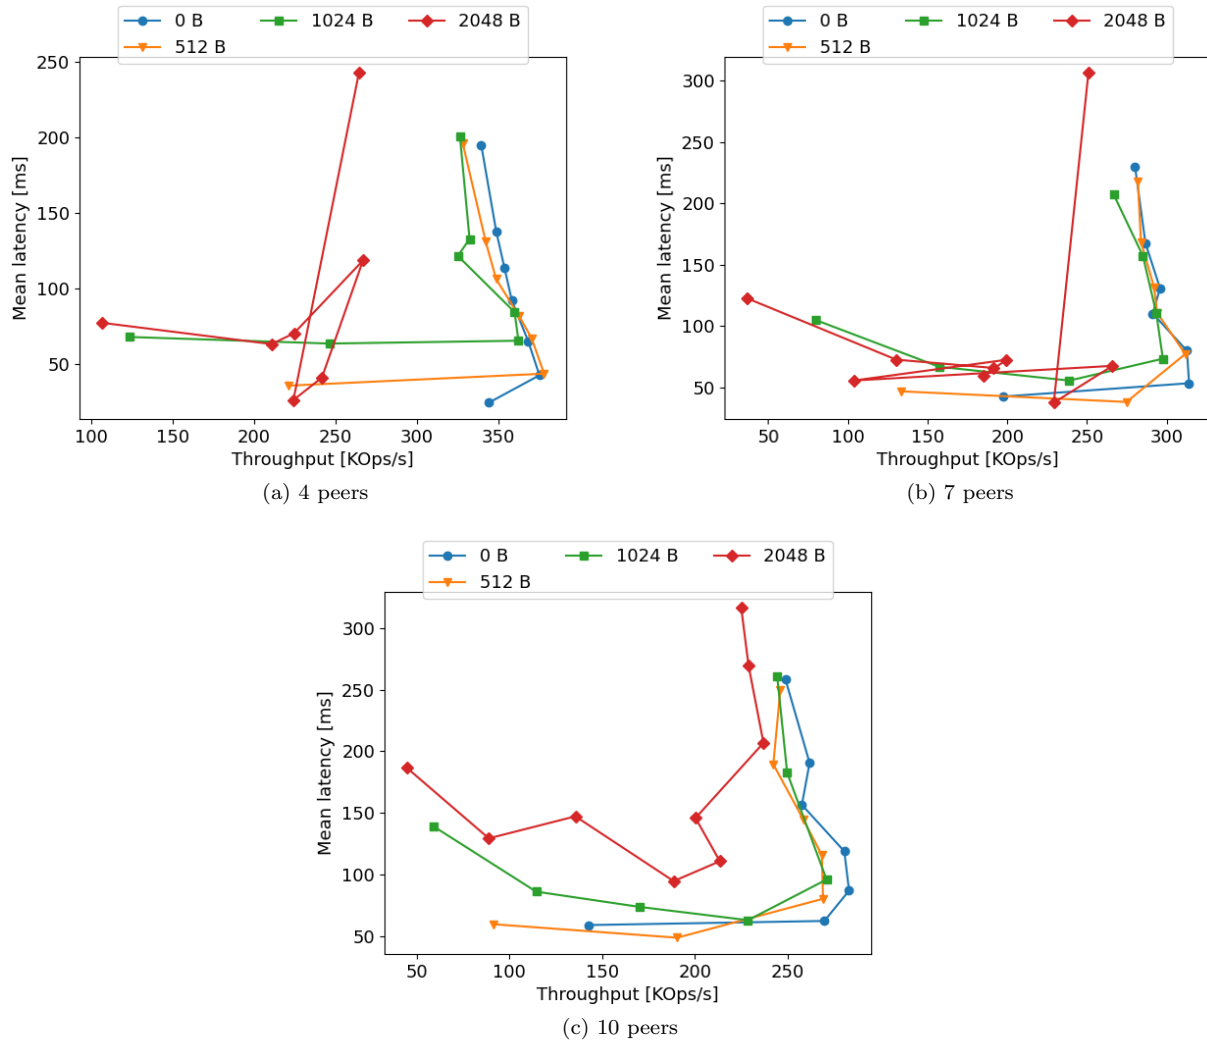 0 B 1024 B 2048 B
512 B
250
200
150
100
50
Mean latency [ms]
100 150 200 250 300 350
Throughput [KOps/s]
(a) 4 peers
0 B 1024 B 2048 B
512 B
300
250
200
150
100
50
Mean latency [ms]
50 100 150 200 250 300
Throughput [KOps/s]
(b) 7 peers
0 B 1024 B 2048 B
512 B
300
250
200
150
100
50
Mean latency [ms]
50 100 150 200 250
Throughput [KOps/s]
(c) 10 peers